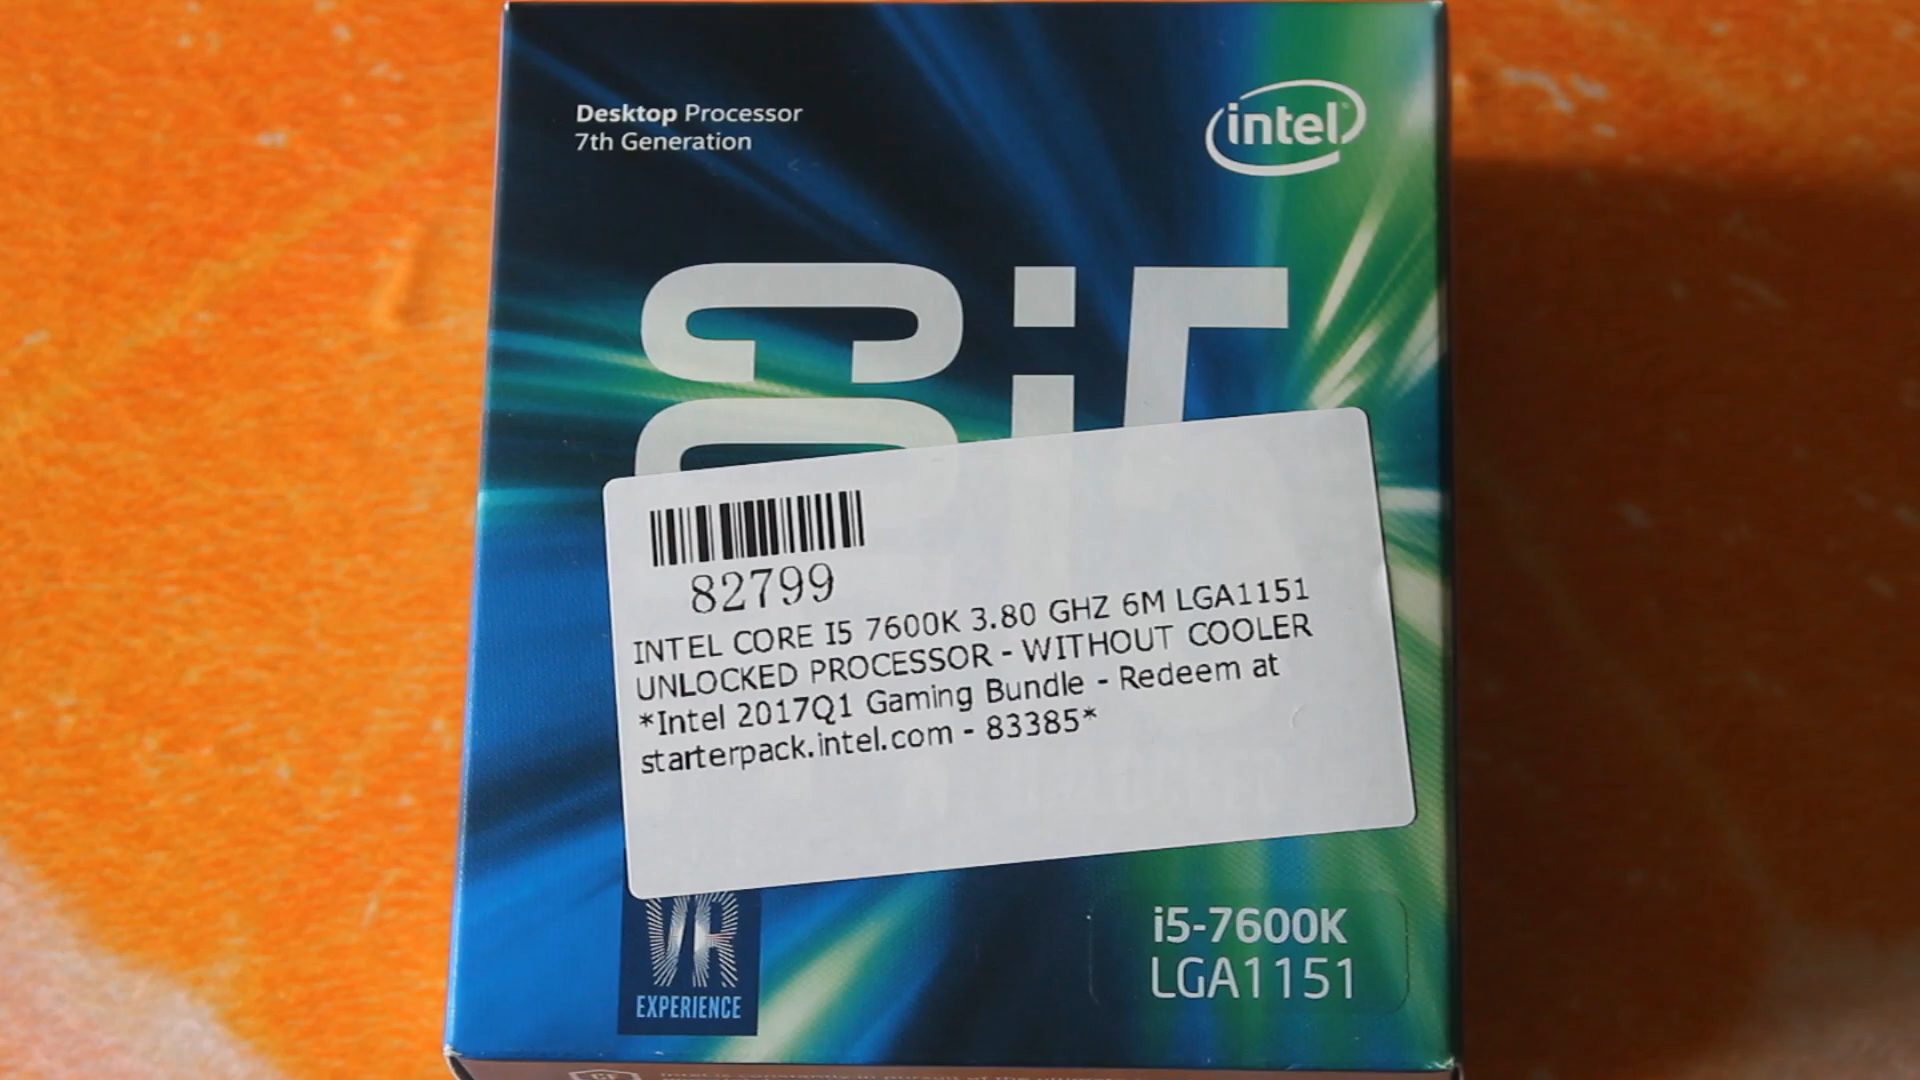 Desktop Processor
7th Generation
intel
i5
82799
INTEL CORE I5 7600K 3.80 GHZ 6M LGA1151
UNLOCKED PROCESSOR - WITHOUT COOLER
*Intel 2017Q1 Gaming Bundle - Redeem at
starterpack.intel.com - 83385*
VR
EXPERIENCE
i5-7600K
LGA1151